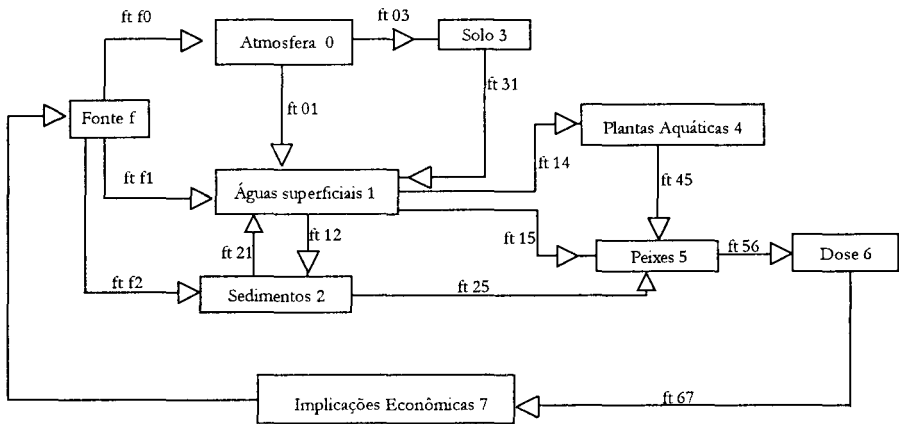 ft f0
ft 03
Atmosfera 0
Solo 3
ft 31
ft 01
Fonte f
Plantas Aquáticas 4
ft 14
ft f1
Águas superficiais 1
ft 45
ft 21
ft 12
ft 15
Peixes 5
ft 56
Dose 6
ft f2
Sedimentos 2
ft 25
Implicações Econômicas 7
ft 67